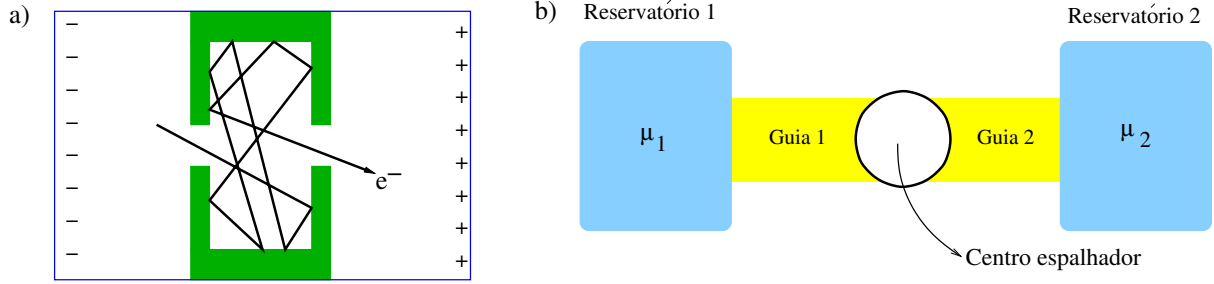 a)
− +
− +
− +
− +
− +
− +
− +
− +
e⁻
b)
Reservatório 1
Reservatório 2
μ₁
Guia 1
Guia 2
μ₂
Centro espalhador